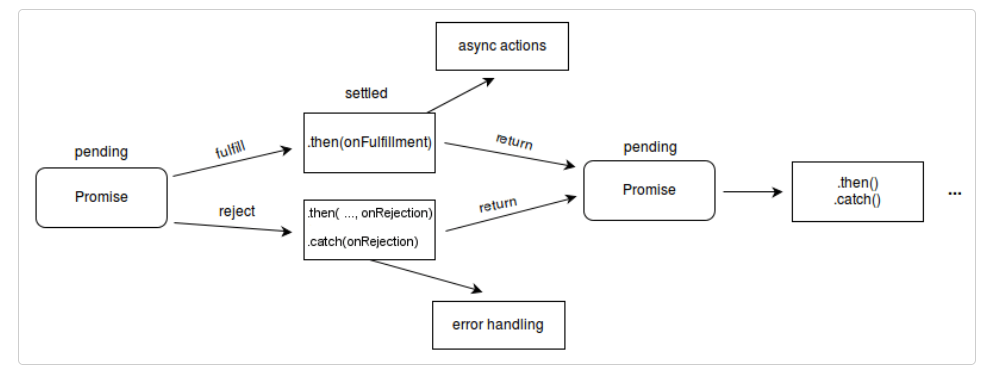 async actions
settled
pending
fulfill
.then(onFulfillment)
return
pending
Promise
reject
.then( ..., onRejection)
.catch(onRejection)
return
Promise
.then()
.catch()
...
error handling